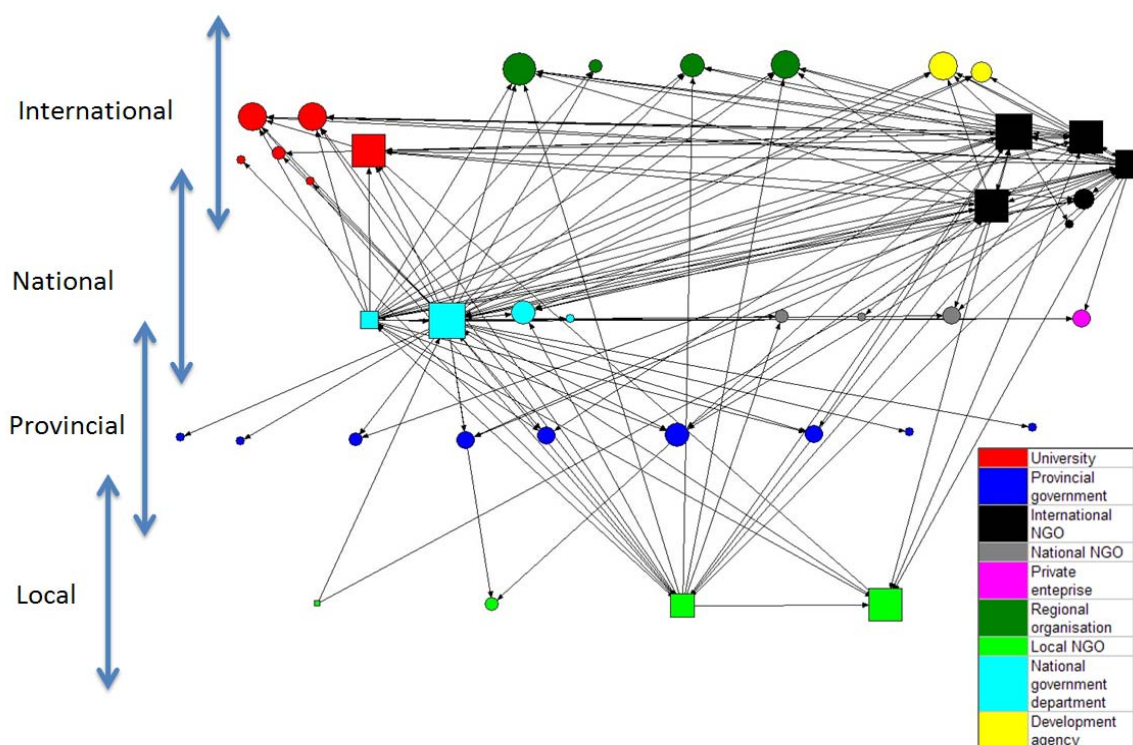 International
National
Provincial
Local
University
Provincial
government
International
NGO
National NGO
Private
enteprise
Regional
organisation
Local NGO
National
government
department
Development
agency